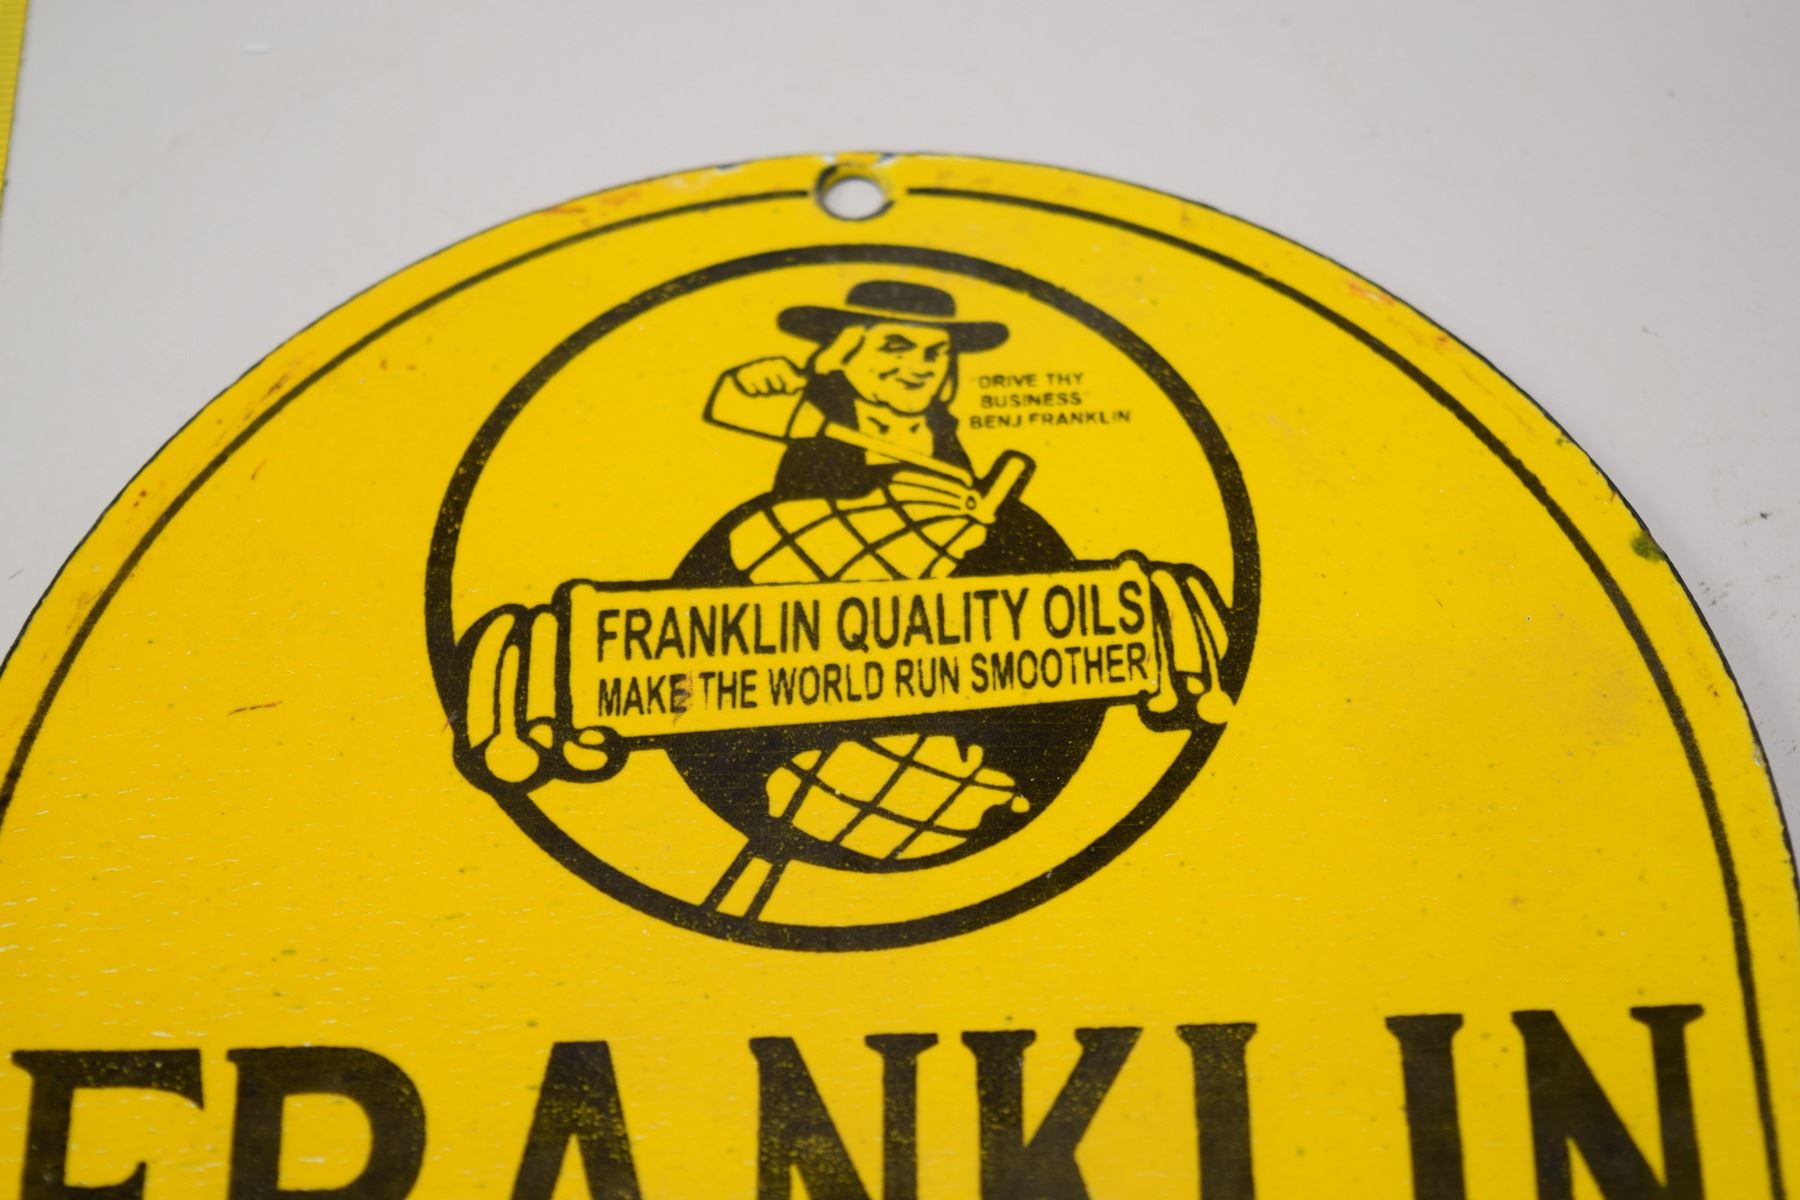 "DRIVE THY
BUSINESS"
BENJ FRANKLIN
FRANKLIN QUALITY OILS
MAKE THE WORLD RUN SMOOTHER
FRANKLIN